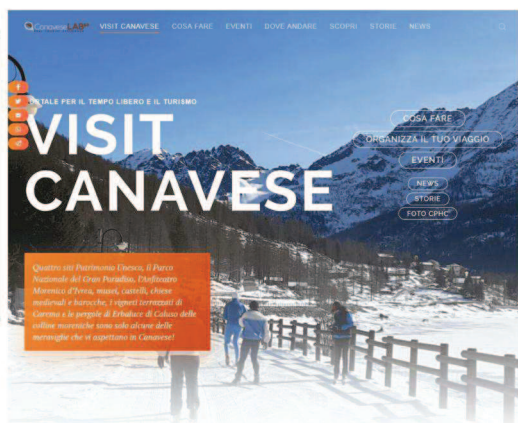 Canavese LAB
VISIT CANAVESE COSA FARE EVENTI DOVE ANDARE SCOPRI STORIE NEWS
PORTALE PER IL TEMPO LIBERO E IL TURISMO
VISIT
CANAVESE
COSA FARE
ORGANIZZA IL TUO VIAGGIO
EVENTI
NEWS
STORIE
FOTO CPHC
Quattro siti Patrimonio Unesco, il Parco
Nazionale del Gran Paradiso, l'Anfiteatro
Morenico d'Ivrea, musei, castelli, chiese
medievali e barocche, i vigneti terrazzati di
Carema e le pergole di Erbaluce di Caluso delle
colline moreniche sono solo alcune delle
meraviglie che vi aspettano in Canavese!